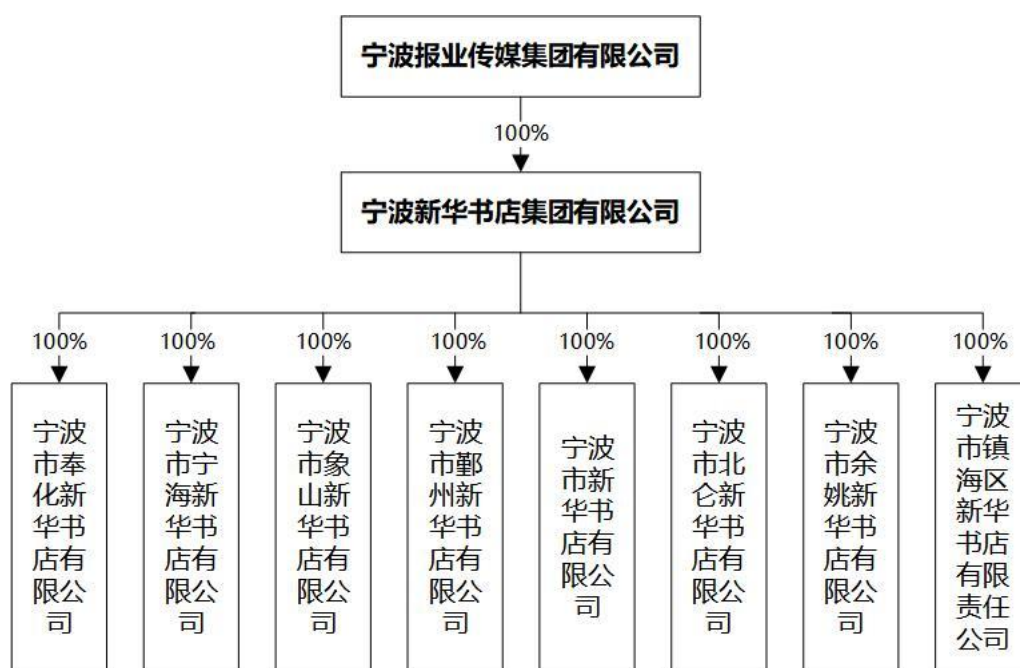 宁波报业传媒集团有限公司
100%
宁波新华书店集团有限公司
100% 100% 100% 100% 100% 100% 100% 100%
宁波
市奉
化新
华书
店有
限公
司
宁波
市宁
海新
华书
店有
限公
司
宁波
市象
山新
华书
店有
限公
司
宁波
市鄞
州新
华书
店有
限公
司
宁波
市新
华书
店有
限公
司
宁波
市北
仑新
华书
店有
限公
司
宁波
市余
姚新
华书
店有
限公
司
宁波
市镇
海区
新华
书店
有限
责任
公司